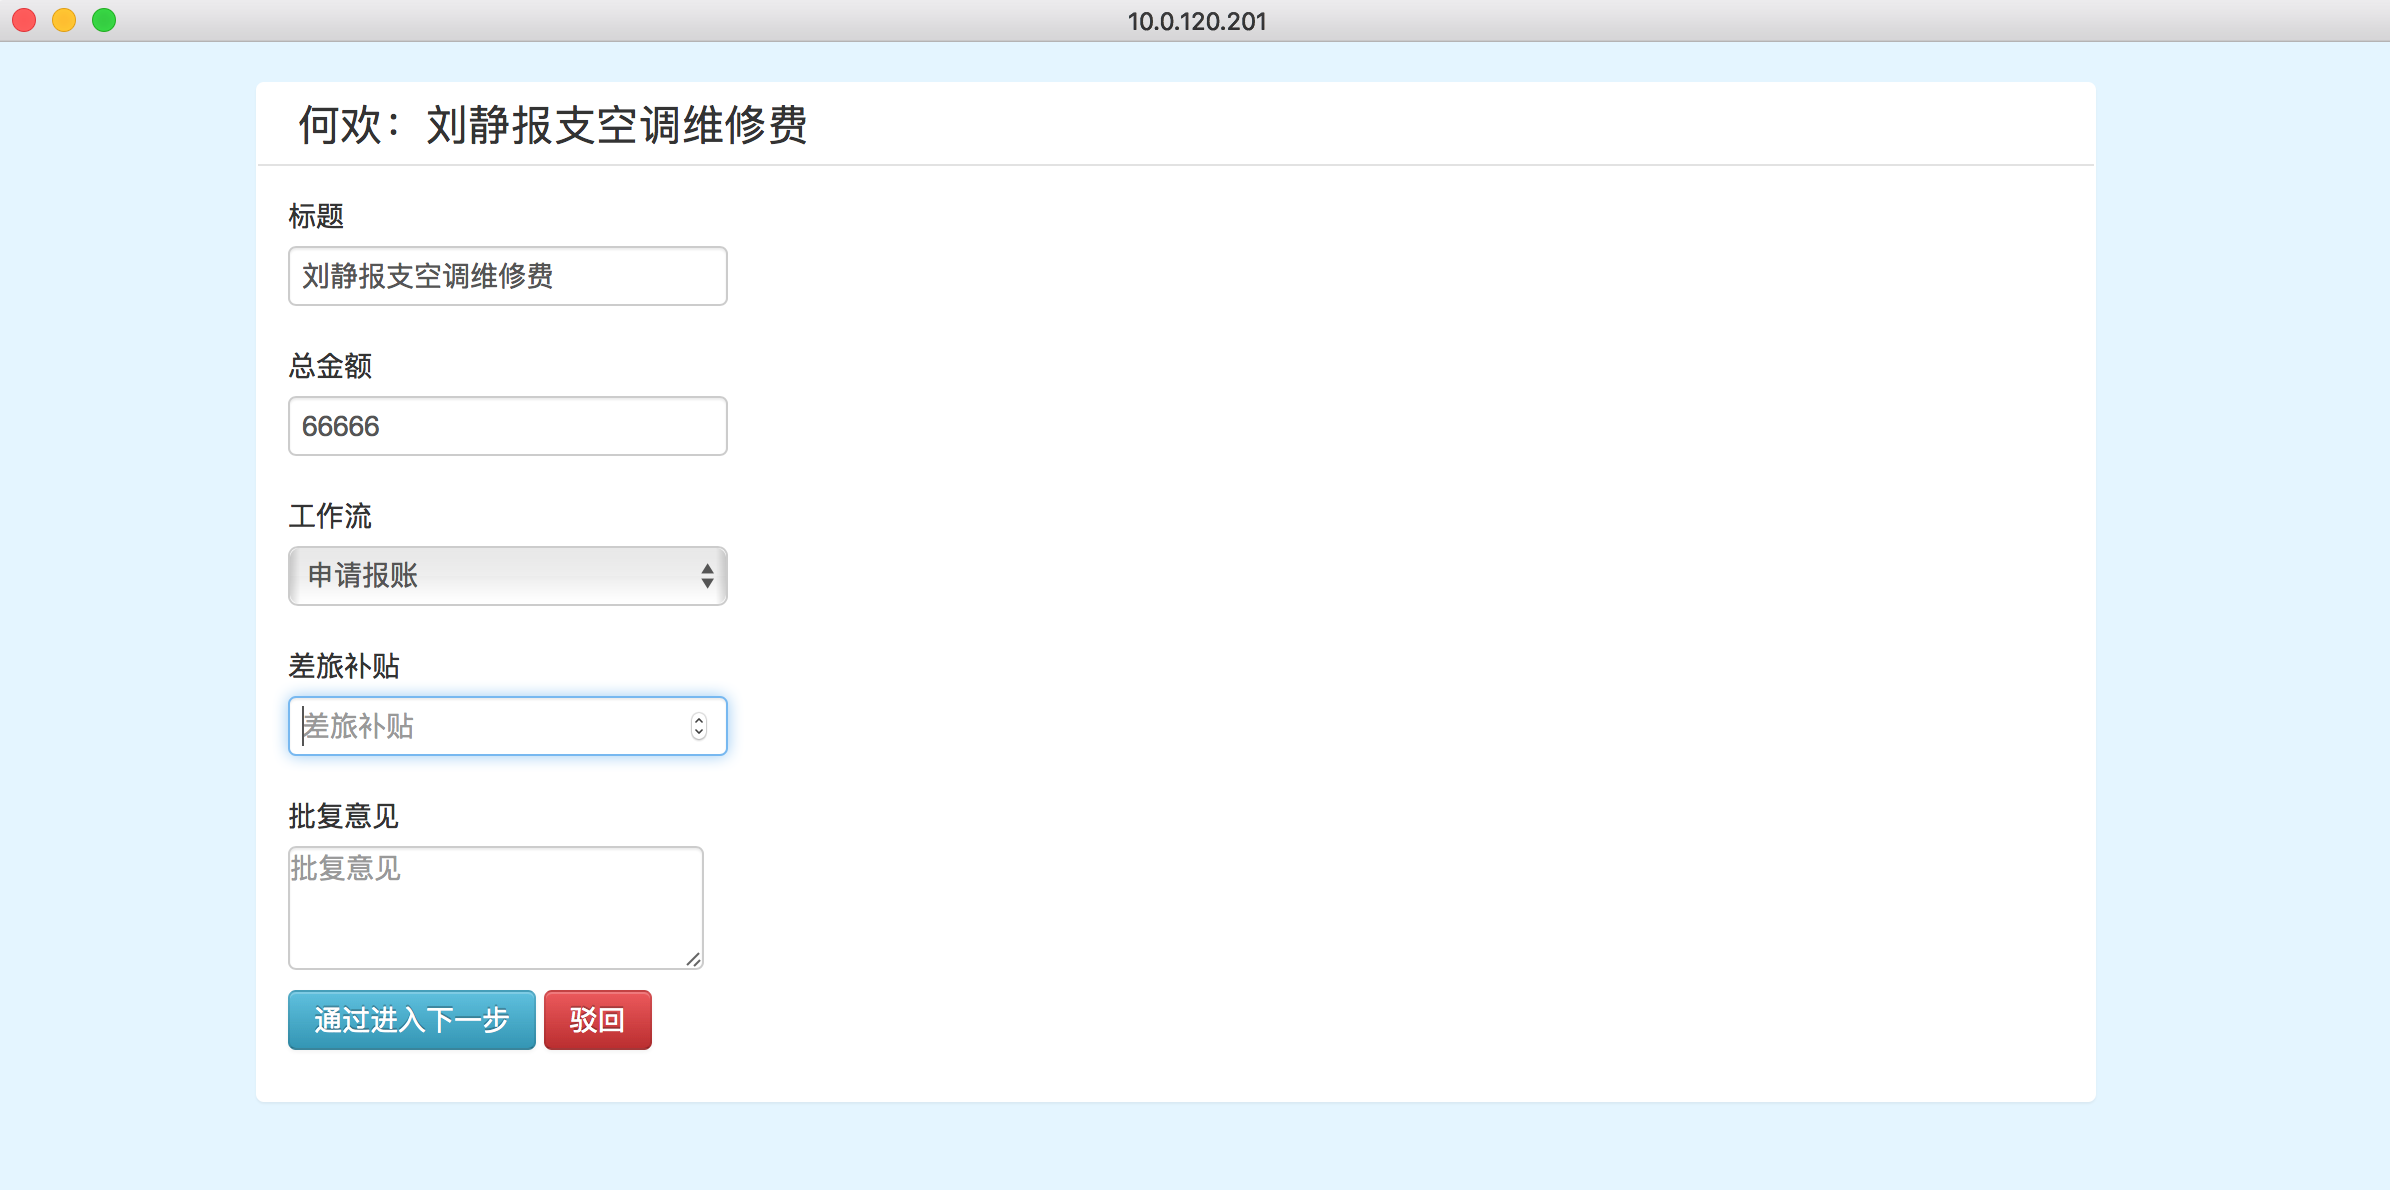 10.0.120.201
何欢：刘静报支空调维修费
标题
刘静报支空调维修费
总金额
66666
工作流
申请报账
差旅补贴
差旅补贴
批复意见
批复意见
通过进入下一步 驳回